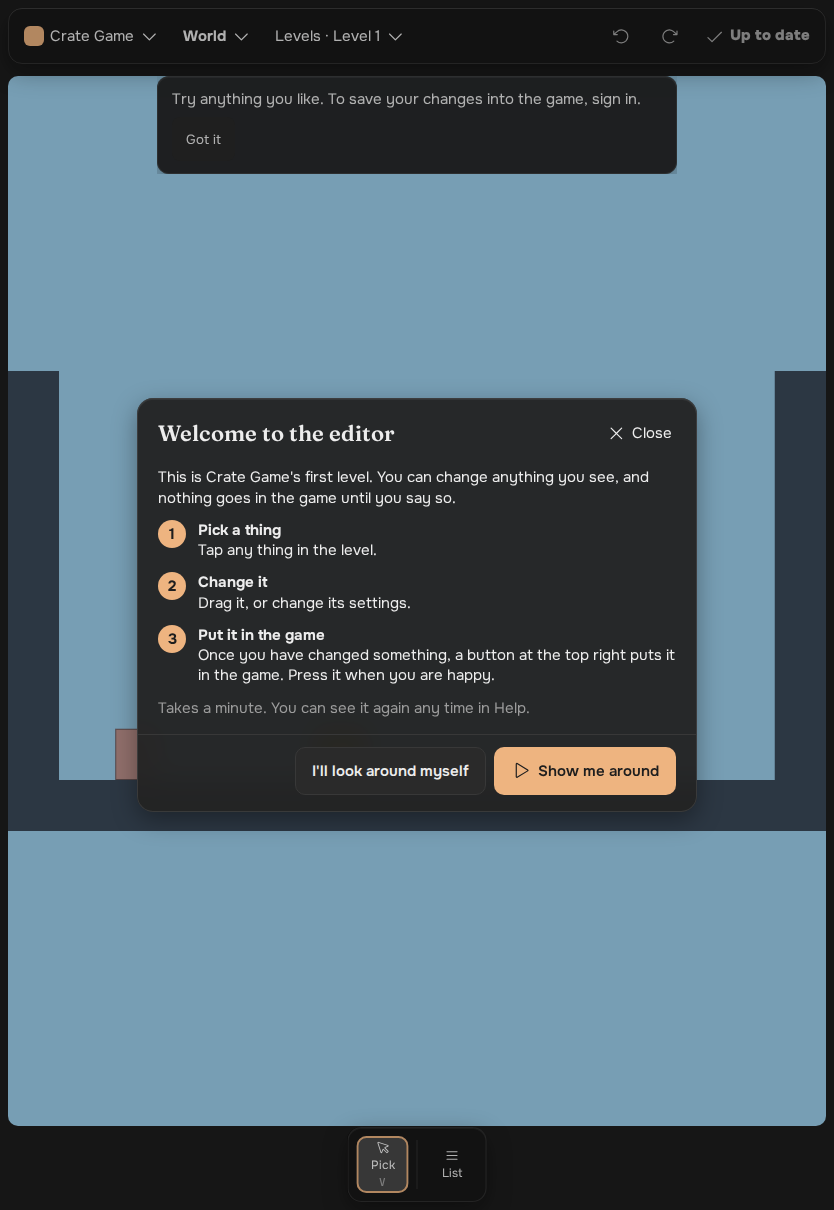 Crate Game World Levels · Level 1 Up to date
Try anything you like. To save your changes into the game, sign in.
Got it
Welcome to the editor
Close
This is Crate Game's first level. You can change anything you see, and
nothing goes in the game until you say so.
1 Pick a thing
Tap any thing in the level.
2 Change it
Drag it, or change its settings.
3 Put it in the game
Once you have changed something, a button at the top right puts it
in the game. Press it when you are happy.
Takes a minute. You can see it again any time in Help.
I'll look around myself
Show me around
Pick
V
List